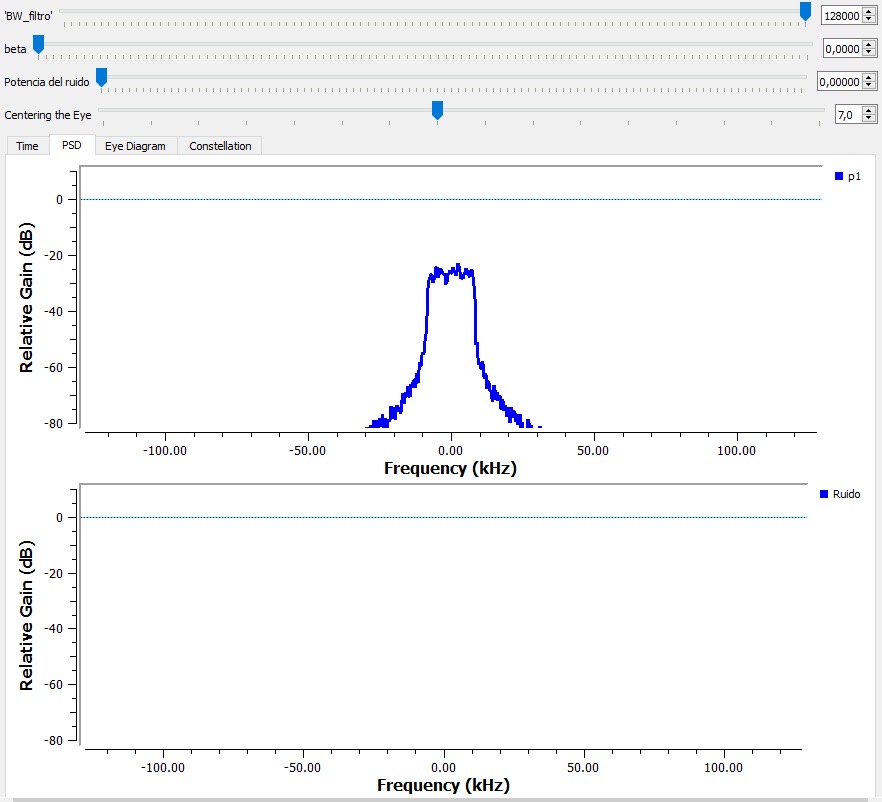 'BW_filtro' 128000
beta 0,0000
Potencia del ruido 0,00000
Centering the Eye 7,0
Time PSD Eye Diagram Constellation
p1
Relative Gain (dB)
0
-20
-40
-60
-80
-100.00 -50.00 0.00 50.00 100.00
Frequency (kHz)
Ruido
Relative Gain (dB)
0
-20
-40
-60
-80
-100.00 -50.00 0.00 50.00 100.00
Frequency (kHz)